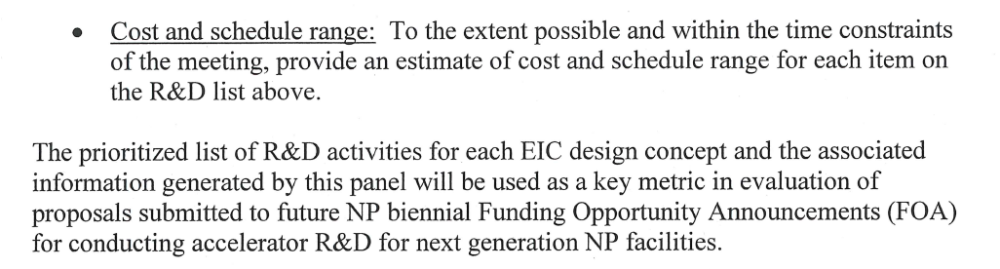 • Cost and schedule range: To the extent possible and within the time constraints
of the meeting, provide an estimate of cost and schedule range for each item on
the R&D list above.
The prioritized list of R&D activities for each EIC design concept and the associated
information generated by this panel will be used as a key metric in evaluation of
proposals submitted to future NP biennial Funding Opportunity Announcements (FOA)
for conducting accelerator R&D for next generation NP facilities.